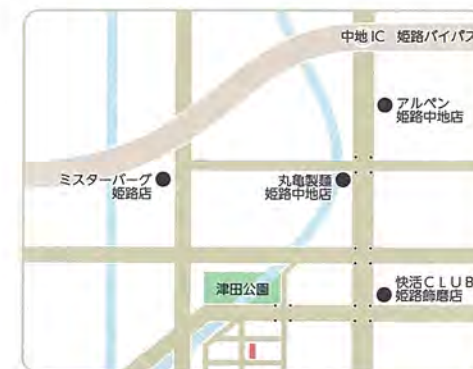 中地IC 姫路バイパス
アルペン
姫路中地店
ミスターバーグ
姫路店
丸亀製麺
姫路中地店
津田公園
快活CLUB
姫路飾磨店